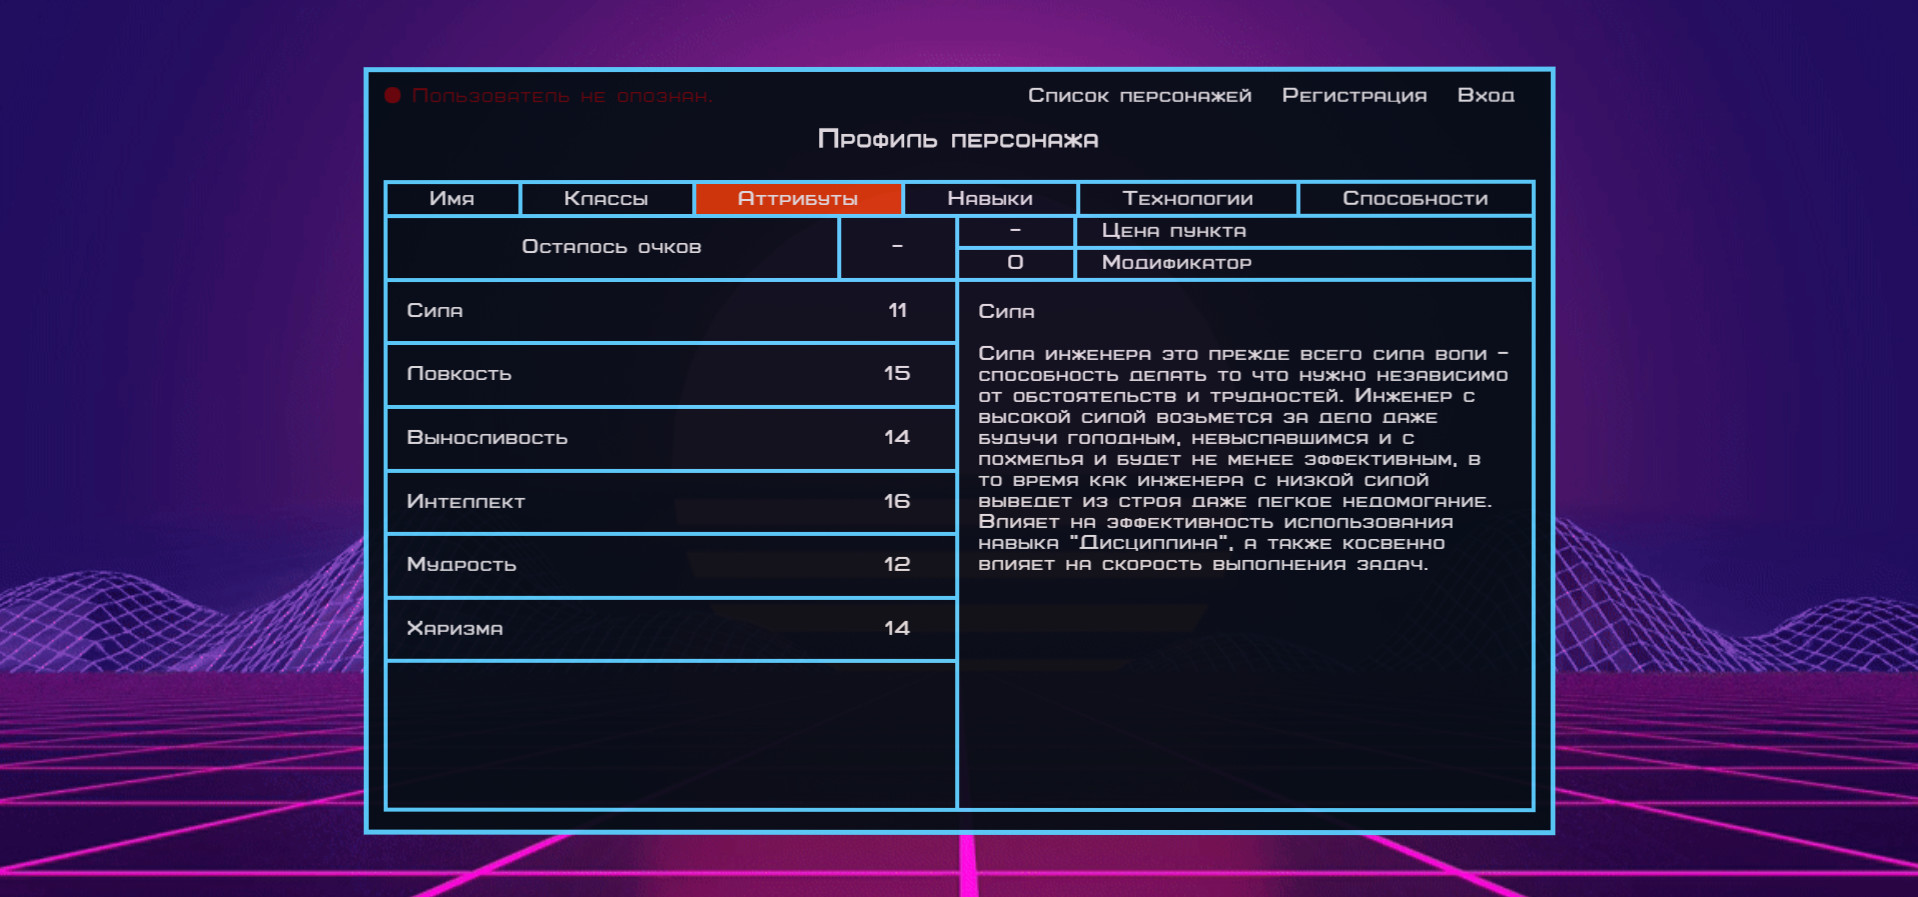 Пользователь не опознан.
Список персонажей Регистрация Вход
Профиль персонажа
Имя Классы Аттрибуты Навыки Технологии Способности
Осталось очков -
- Цена пункта
0 Модификатор
Сила 11
Ловкость 15
Выносливость 14
Интеллект 16
Мудрость 12
Харизма 14
Сила
Сила инженера это прежде всего сила воли -
способность делать то что нужно независимо
от обстоятельств и трудностей. Инженер с
высокой силой возьмется за дело даже
будучи голодным, невыспавшимся и с
похмелья и будет не менее эффективным, в
то время как инженера с низкой силой
выведет из строя даже легкое недомогание.
Влияет на эффективность использования
навыка "Дисциплина", а также косвенно
влияет на скорость выполнения задач.